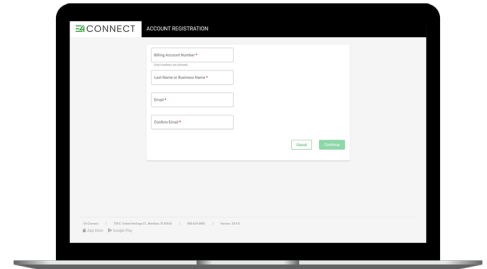 CONNECT
ACCOUNT REGISTRATION
Billing Account Number *
Last Name or Business Name *
Email *
Confirm Email *
Cancel
Continue
App Store
Google Play